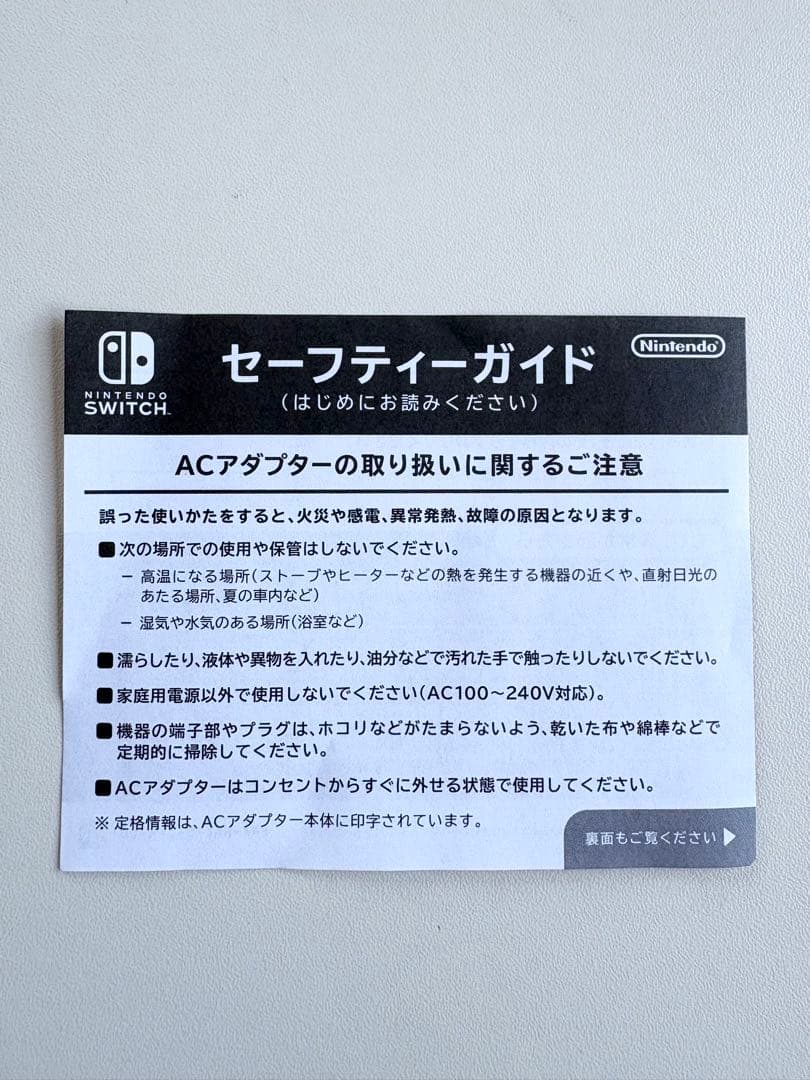 NINTENDO
SWITCH™
セーフティーガイド
Nintendo®
(はじめにお読みください)
ACアダプターの取り扱いに関するご注意
誤った使いかたをすると、火災や感電、異常発熱、故障の原因となります。
■次の場所での使用や保管はしないでください。
– 高温になる場所(ストーブやヒーターなどの熱を発生する機器の近くや、直射日光の
あたる場所、夏の車内など)
– 湿気や水気のある場所(浴室など)
■濡らしたり、液体や異物を入れたり、油分などで汚れた手で触ったりしないでください。
■家庭用電源以外で使用しないでください(AC100〜240V対応)。
■機器の端子部やプラグは、ホコリなどがたまらないよう、乾いた布や綿棒などで
定期的に掃除してください。
■ACアダプターはコンセントからすぐに外せる状態で使用してください。
※ 定格情報は、ACアダプター本体に印字されています。
裏面もご覧ください ▶